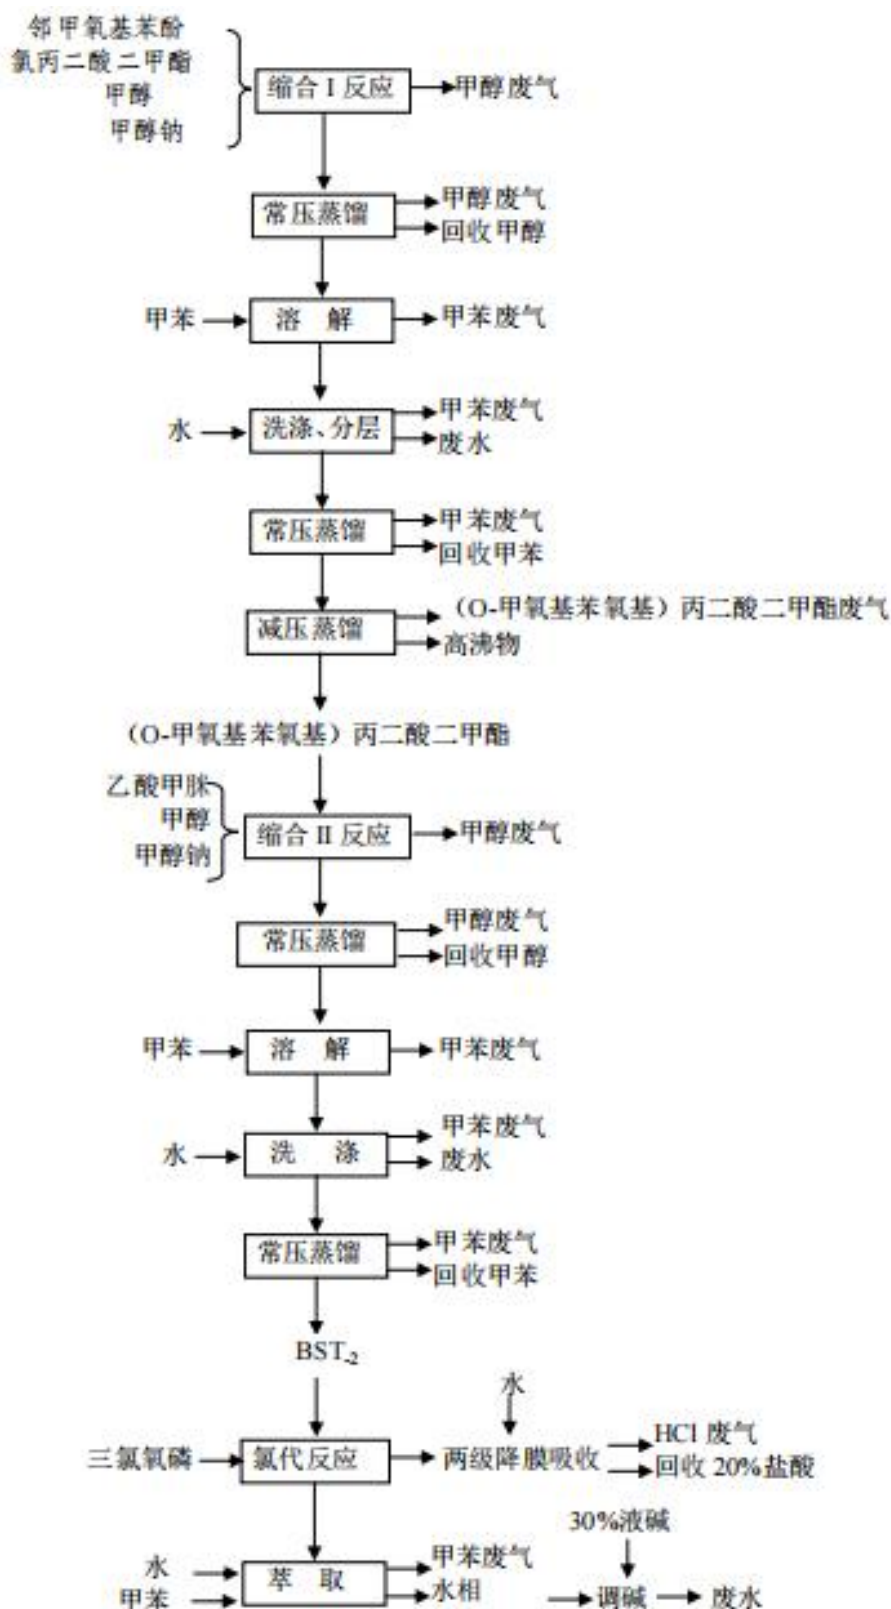 邻甲氧基苯酚
氯丙二酸二甲酯
甲醇
甲醇钠
缩合 I 反应
甲醇废气
常压蒸馏
甲醇废气
回收甲醇
甲苯
溶 解
甲苯废气
水
洗涤、分层
甲苯废气
废水
常压蒸馏
甲苯废气
回收甲苯
减压蒸馏
(O-甲氧基苯氧基)丙二酸二甲酯废气
高沸物
(O-甲氧基苯氧基)丙二酸二甲酯
乙酸甲脒
甲醇
甲醇钠
缩合 II 反应
甲醇废气
常压蒸馏
甲醇废气
回收甲醇
甲苯
溶 解
甲苯废气
水
洗 涤
甲苯废气
废水
常压蒸馏
甲苯废气
回收甲苯
BST-2
水
三氯氧磷
氯代反应
两级降膜吸收
HCl 废气
回收 20%盐酸
30%液碱
水
甲苯
萃 取
甲苯废气
水相
调碱
废水